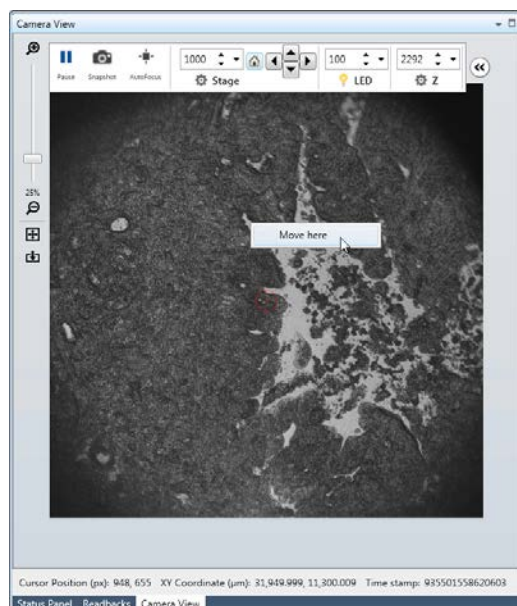 Camera View
1000 100 2292
Pause Snapshot AutoFocus Stage LED Z
25%
Move here
Cursor Position (px): 948, 655 XY Coordinate (µm): 31,949.999, 11,300.009 Time stamp: 935501558620603
Status Panel Readbacks Camera View